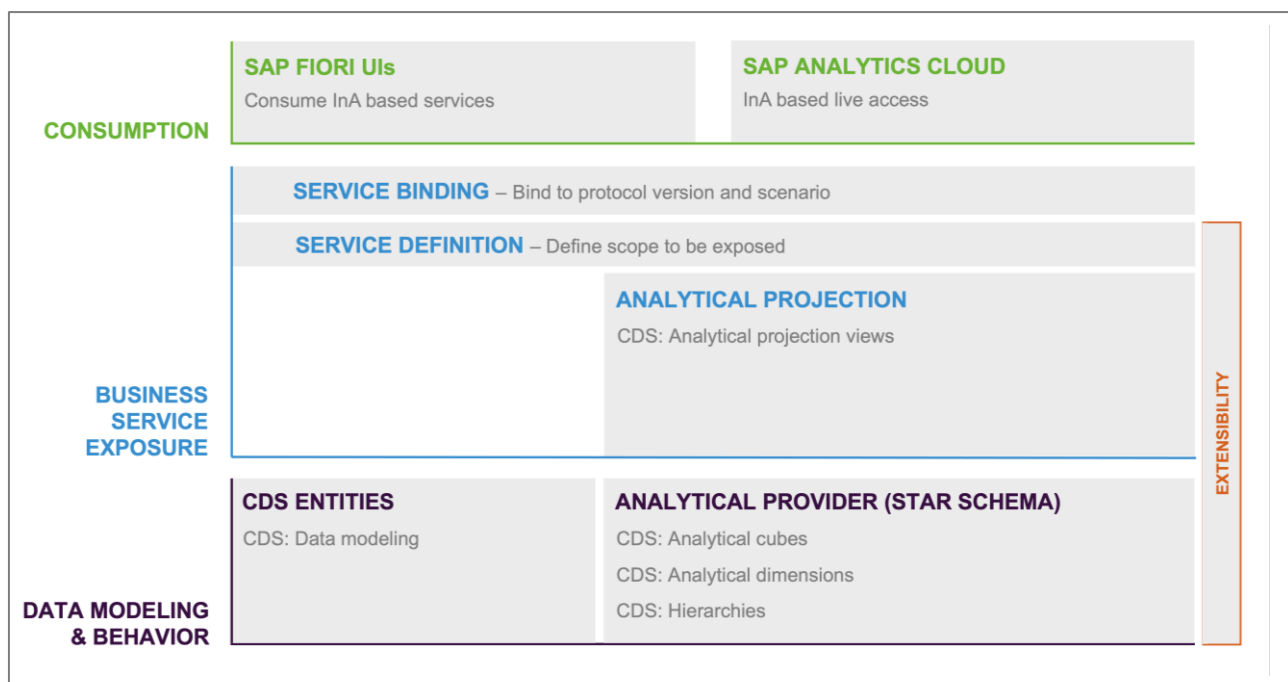 SAP FIORI UIs
Consume InA based services
SAP ANALYTICS CLOUD
InA based live access
CONSUMPTION
SERVICE BINDING – Bind to protocol version and scenario
SERVICE DEFINITION – Define scope to be exposed
ANALYTICAL PROJECTION
CDS: Analytical projection views
BUSINESS
SERVICE
EXPOSURE
CDS ENTITIES
CDS: Data modeling
ANALYTICAL PROVIDER (STAR SCHEMA)
CDS: Analytical cubes
CDS: Analytical dimensions
CDS: Hierarchies
DATA MODELING
& BEHAVIOR
EXTENSIBILITY